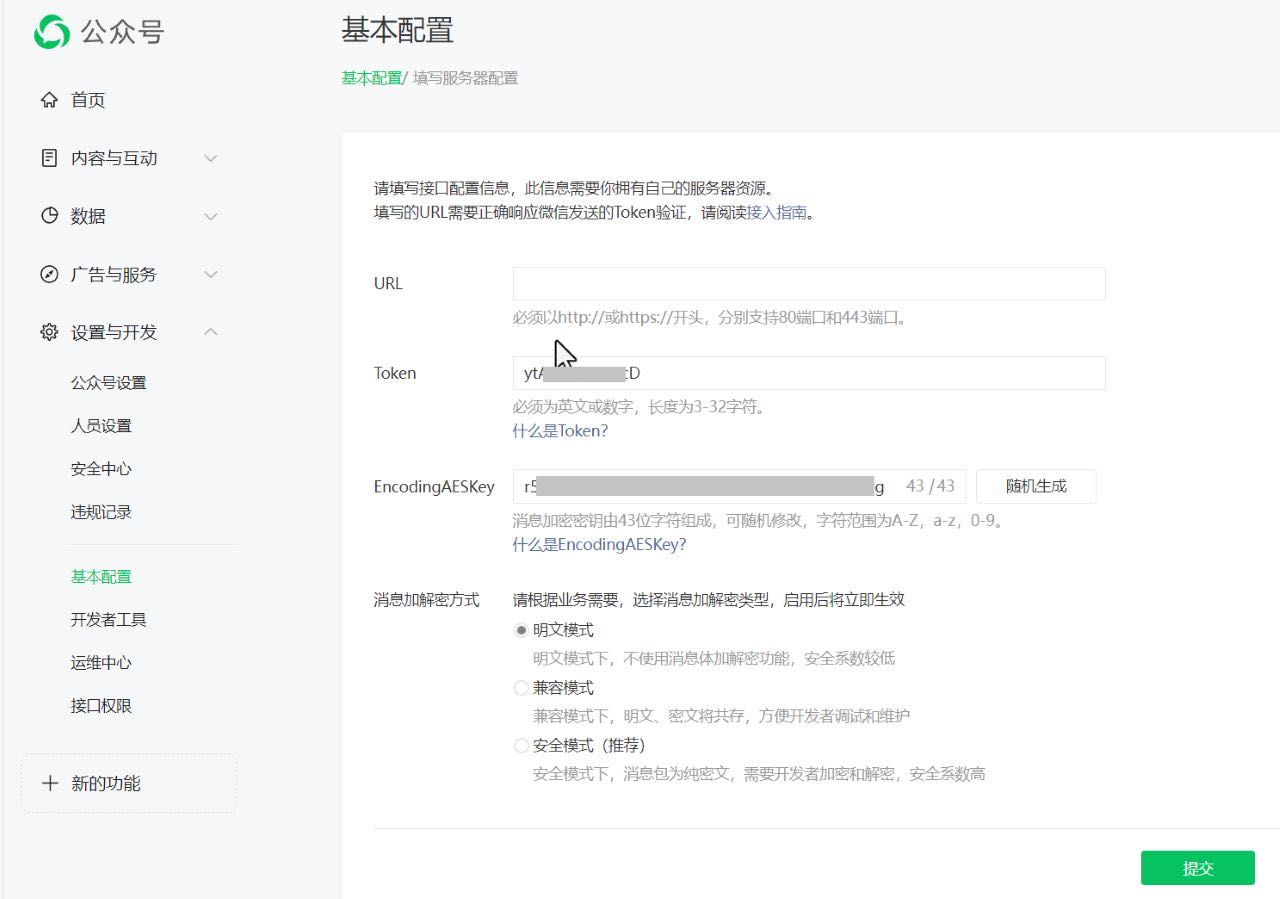 公众号
首页
内容与互动
数据
广告与服务
设置与开发
公众号设置
人员设置
安全中心
违规记录
基本配置
开发者工具
运维中心
接口权限
新的功能
基本配置
基本配置/ 填写服务器配置
请填写接口配置信息，此信息需要你拥有自己的服务器资源。
填写的URL需要正确响应微信发送的Token验证，请阅读接入指南。
URL
必须以http://或https://开头，分别支持80端口和443端口。
Token
必须为英文或数字，长度为3-32字符。
什么是Token?
EncodingAESKey 43 / 43 随机生成
消息加密密钥由43位字符组成，可随机修改，字符范围为A-Z，a-z，0-9。
什么是EncodingAESKey?
消息加解密方式 请根据业务需要，选择消息加解密类型，启用后将立即生效
明文模式
明文模式下，不使用消息体加解密功能，安全系数较低
兼容模式
兼容模式下，明文、密文将共存，方便开发者调试和维护
安全模式（推荐）
安全模式下，消息包为纯密文，需要开发者加密和解密，安全系数高
提交